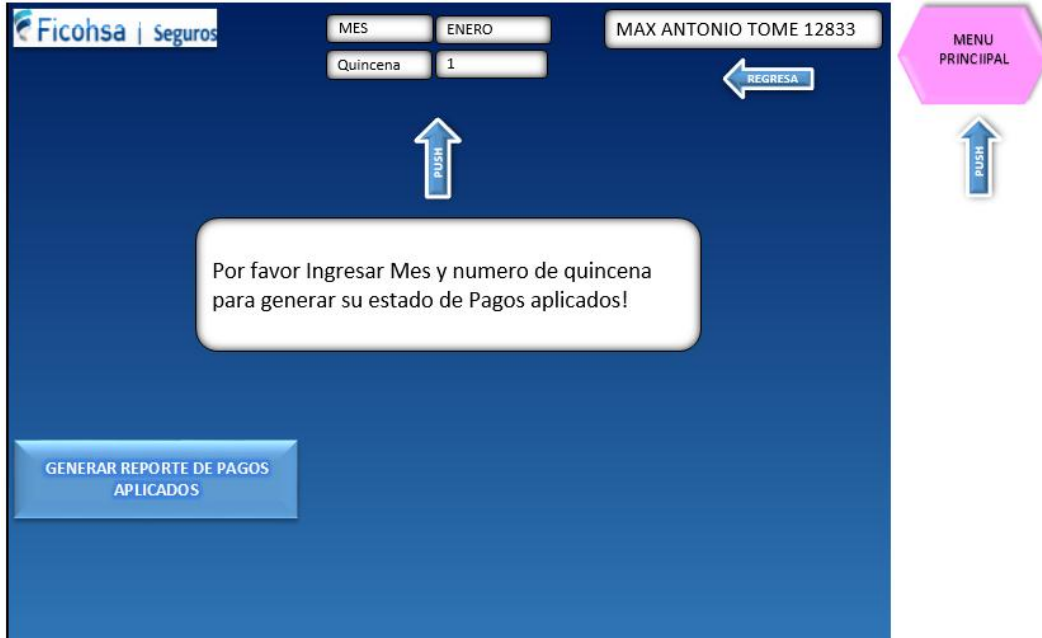 Ficohsa | Seguros
MES ENERO
Quincena 1
MAX ANTONIO TOME 12833
REGRESA
MENU
PRINCIIPAL
PUSH
PUSH
Por favor Ingresar Mes y numero de quincena
para generar su estado de Pagos aplicados!
GENERAR REPORTE DE PAGOS
APLICADOS